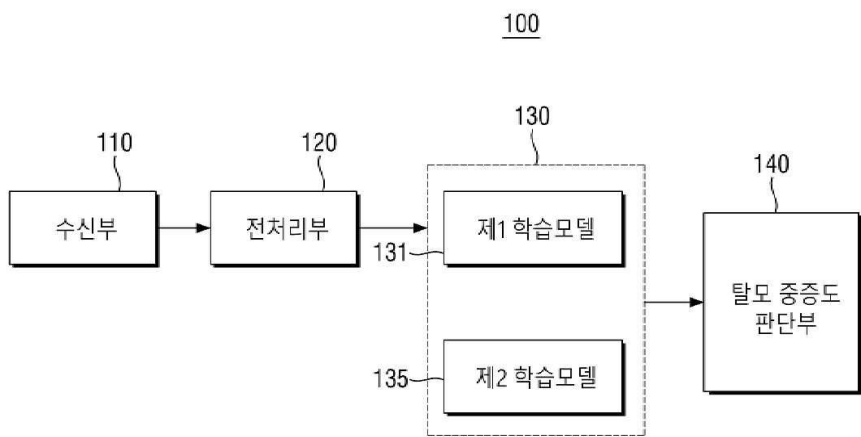 100
110
120
130
140
수신부
전처리부
제1 학습모델
131
탈모 중증도
판단부
135
제2 학습모델